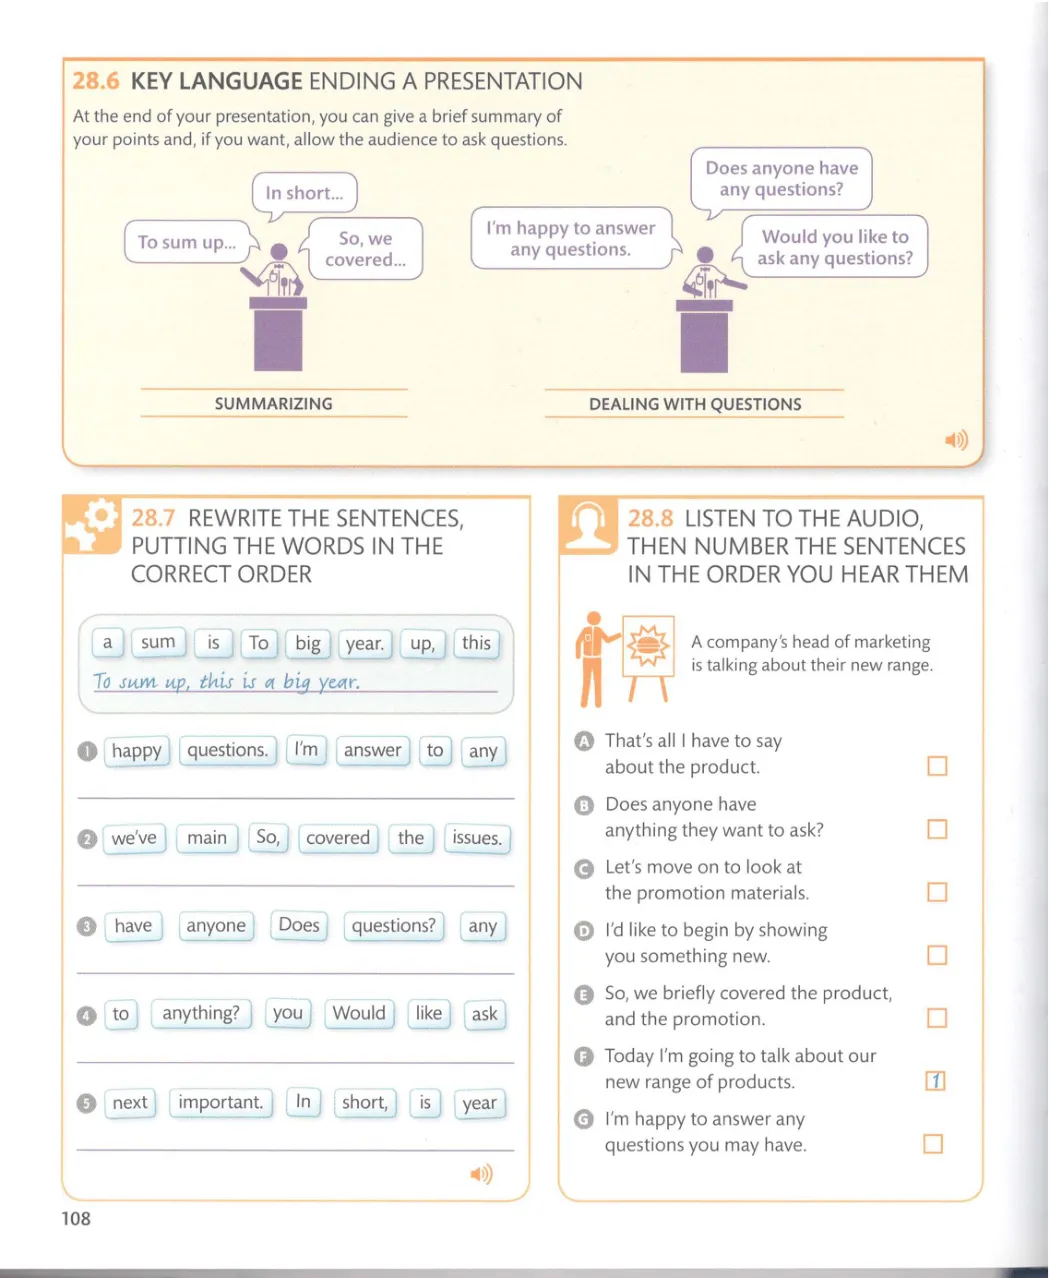 28.6 KEY LANGUAGE ENDING A PRESENTATION
At the end of your presentation, you can give a brief summary of
your points and, if you want, allow the audience to ask questions.
In short...
To sum up...
So, we
covered...
SUMMARIZING
Does anyone have
any questions?
I'm happy to answer
any questions.
Would you like to
ask any questions?
DEALING WITH QUESTIONS
28.7 REWRITE THE SENTENCES,
PUTTING THE WORDS IN THE
CORRECT ORDER
a sum is To big year. up, this
To sum up, this is a big year.
1 happy questions. I'm answer to any
2 we've main So, covered the issues.
3 have anyone Does questions? any
4 to anything? you Would like ask
5 next important. In short, is year
28.8 LISTEN TO THE AUDIO,
THEN NUMBER THE SENTENCES
IN THE ORDER YOU HEAR THEM
A company's head of marketing
is talking about their new range.
A That's all I have to say
about the product.
B Does anyone have
anything they want to ask?
C Let's move on to look at
the promotion materials.
D I'd like to begin by showing
you something new.
E So, we briefly covered the product,
and the promotion.
F Today I'm going to talk about our
new range of products. 1
G I'm happy to answer any
questions you may have.
108